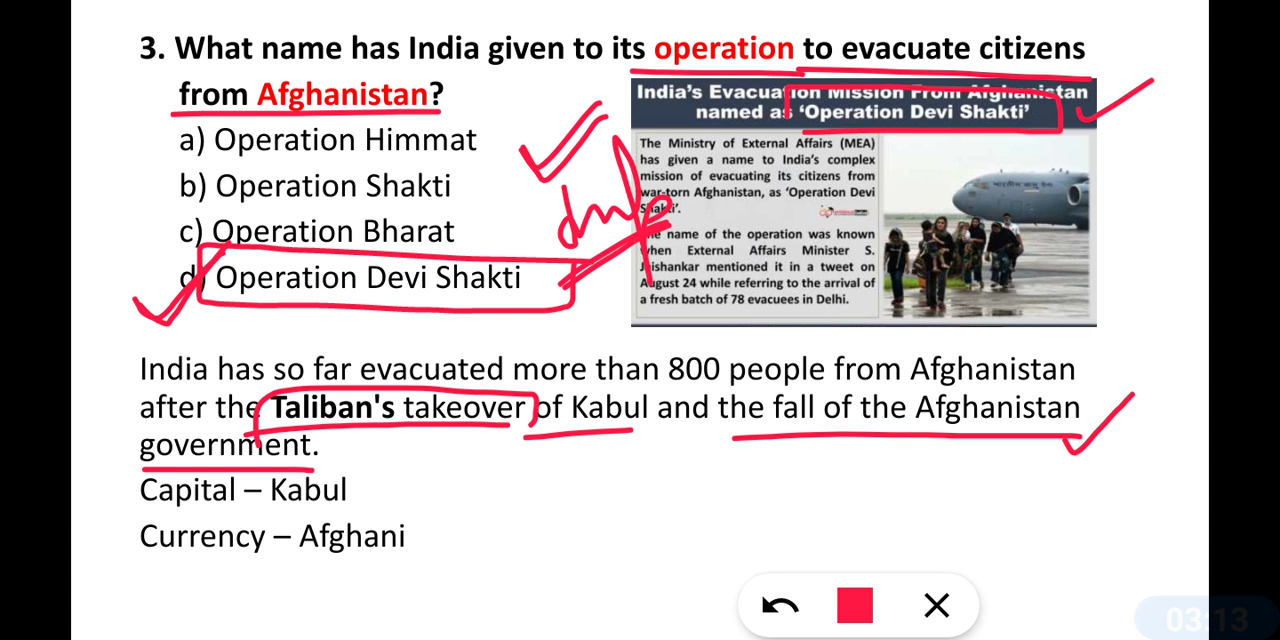 3. What name has India given to its operation to evacuate citizens
from Afghanistan?
a) Operation Himmat
b) Operation Shakti
c) Operation Bharat
d) Operation Devi Shakti
India's Evacuation Mission From Afghanistan
named as 'Operation Devi Shakti'
The Ministry of External Affairs (MEA)
has given a name to India's complex
mission of evacuating its citizens from
war-torn Afghanistan, as 'Operation Devi
Shakti'.
The name of the operation was known
when External Affairs Minister S.
Jaishankar mentioned it in a tweet on
August 24 while referring to the arrival of
a fresh batch of 78 evacuees in Delhi.
India has so far evacuated more than 800 people from Afghanistan
after the Taliban's takeover of Kabul and the fall of the Afghanistan
government.
Capital – Kabul
Currency – Afghani
03:13